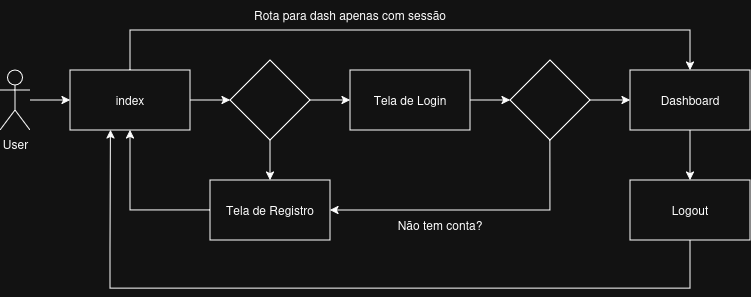 Rota para dash apenas com sessão
index
Tela de Login
Dashboard
User
Tela de Registro
Não tem conta?
Logout